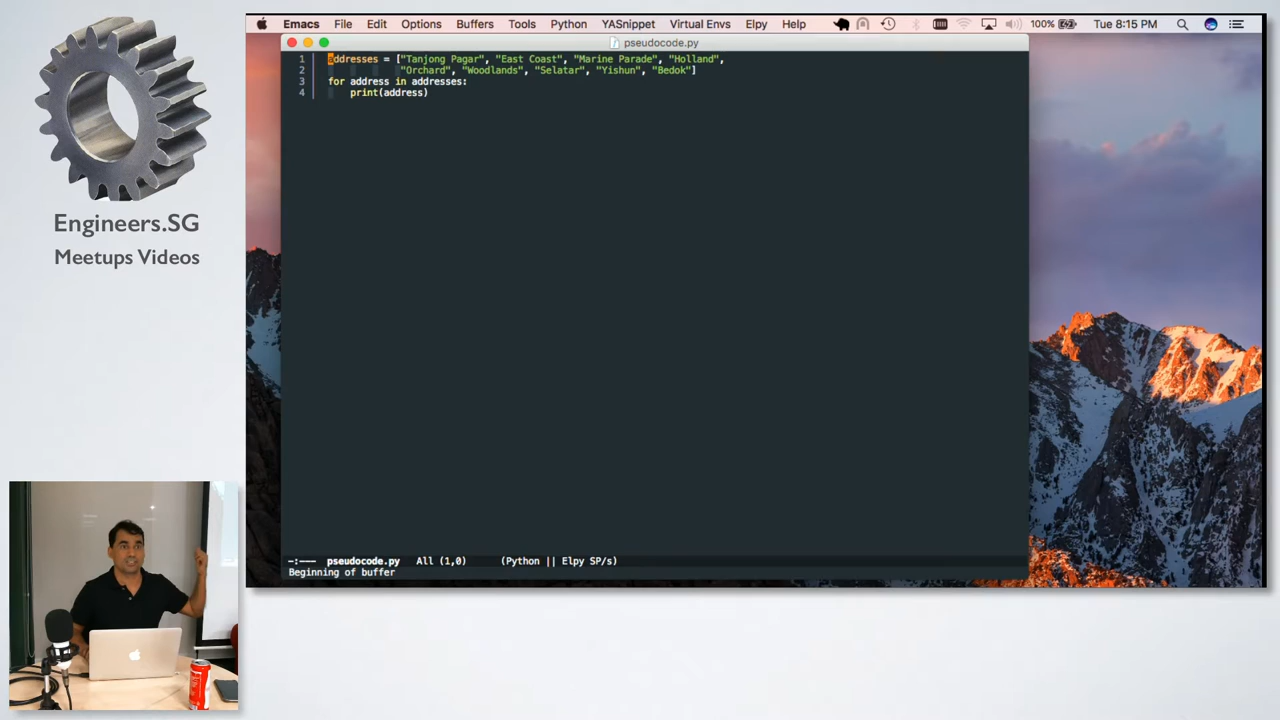 Engineers.SG
Meetups Videos
Emacs File Edit Options Buffers Tools Python YASnippet Virtual Envs Elpy Help 100% Tue 8:15 PM
pseudocode.py
1 addresses = ["Tanjong Pagar", "East Coast", "Marine Parade", "Holland",
2 "Orchard", "Woodlands", "Selatar", "Yishun", "Bedok"]
3 for address in addresses:
4 print(address)
-:--- pseudocode.py All (1,0) (Python || Elpy SP/s)
Beginning of buffer